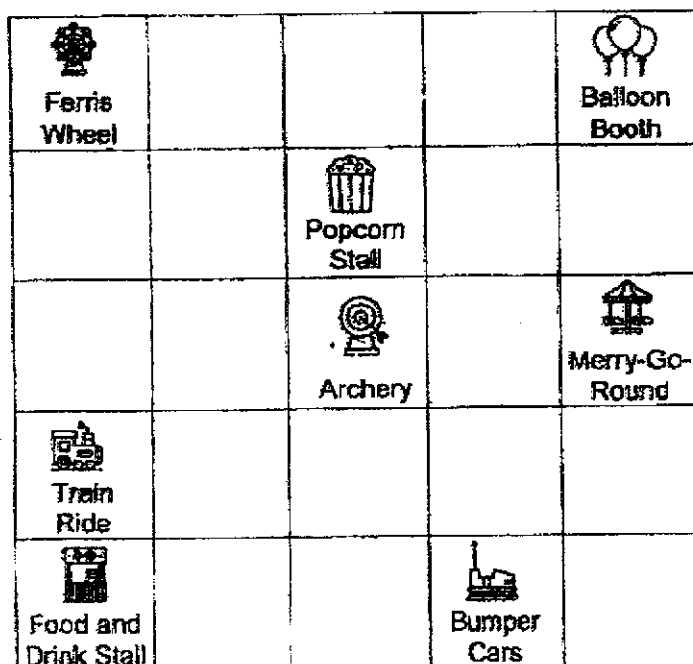 Ferris
Wheel
Balloon
Booth
Popcorn
Stall
Archery
Merry-Go-
Round
Train
Ride
Food and
Drink Stall
Bumper
Cars